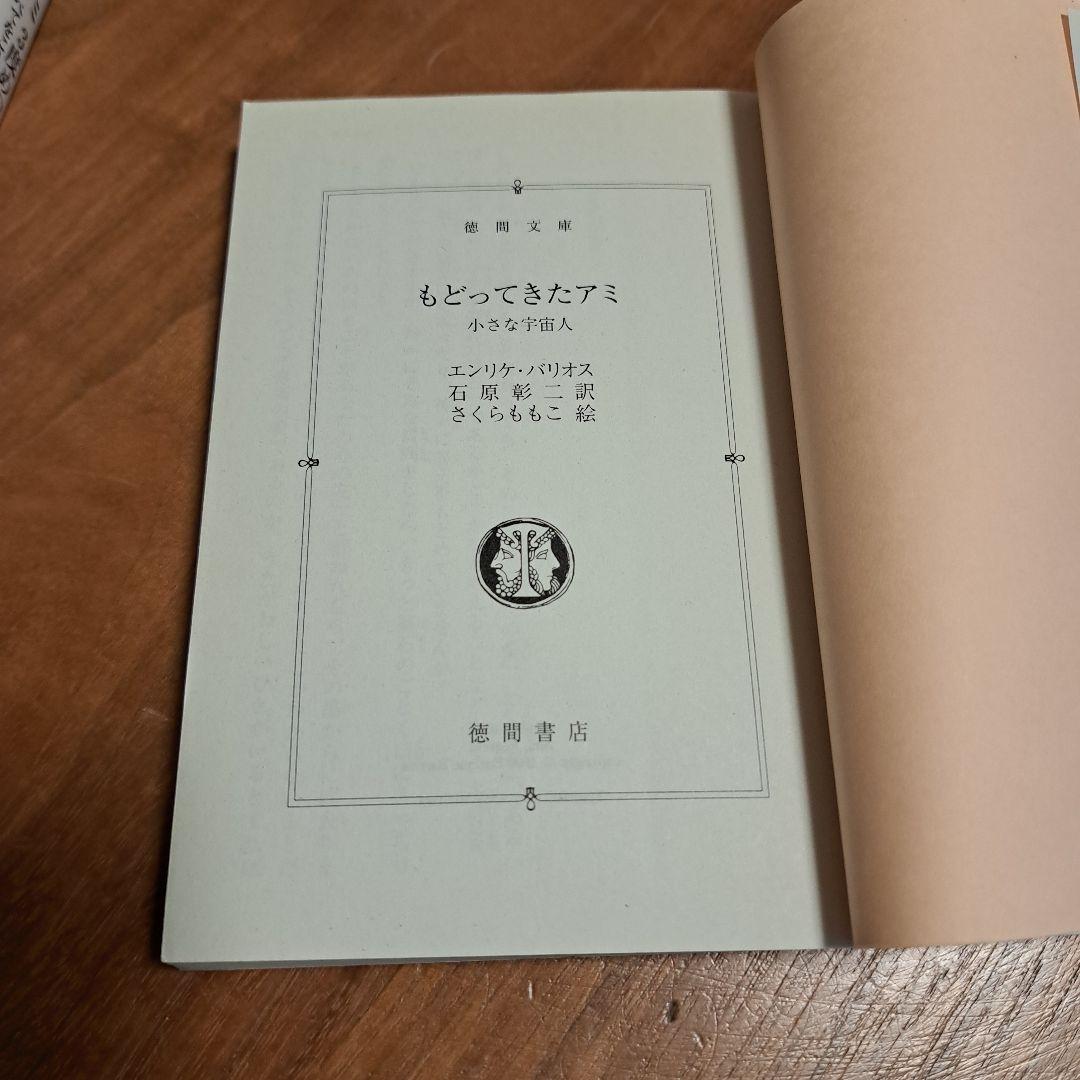 徳間文庫
もどってきたアミ
小さな宇宙人
エンリケ・バリオス
石原彰二 訳
さくらももこ 絵
徳間書店